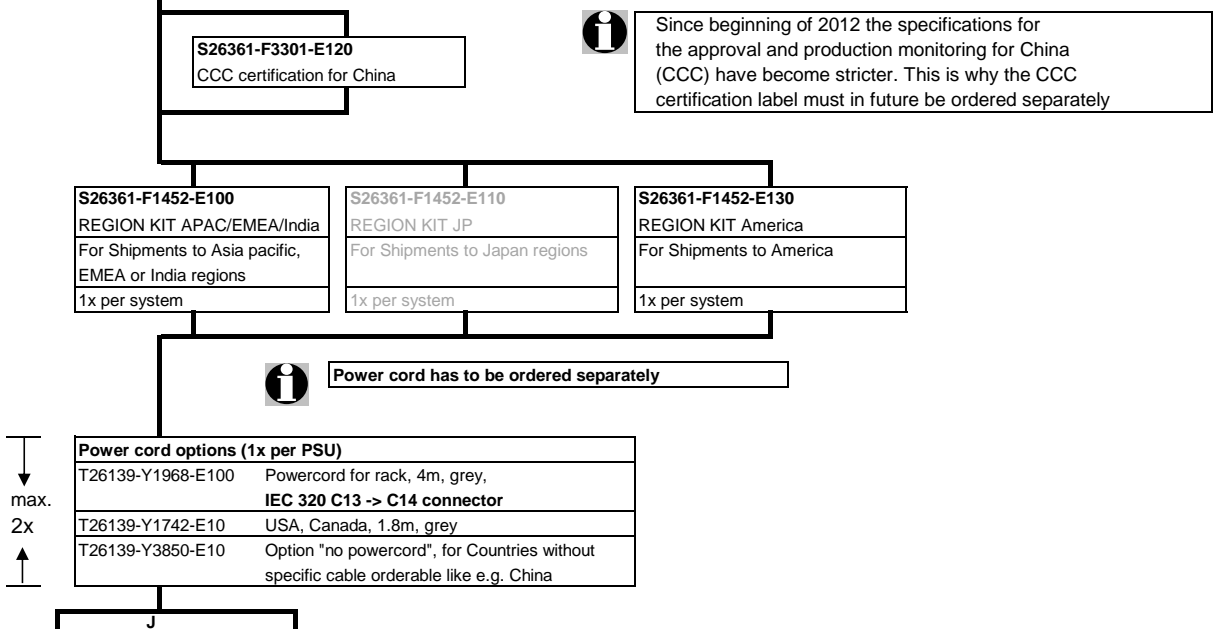 S26361-F3301-E120
CCC certification for China
Since beginning of 2012 the specifications for
the approval and production monitoring for China
(CCC) have become stricter. This is why the CCC
certification label must in future be ordered separately
S26361-F1452-E100
REGION KIT APAC/EMEA/India
For Shipments to Asia pacific,
EMEA or India regions
1x per system
S26361-F1452-E110
REGION KIT JP
For Shipments to Japan regions
1x per system
S26361-F1452-E130
REGION KIT America
For Shipments to America
1x per system
Power cord has to be ordered separately
max.
2x
Power cord options (1x per PSU)
T26139-Y1968-E100 Powercord for rack, 4m, grey,
IEC 320 C13 -> C14 connector
T26139-Y1742-E10 USA, Canada, 1.8m, grey
T26139-Y3850-E10 Option "no powercord", for Countries without
specific cable orderable like e.g. China
J